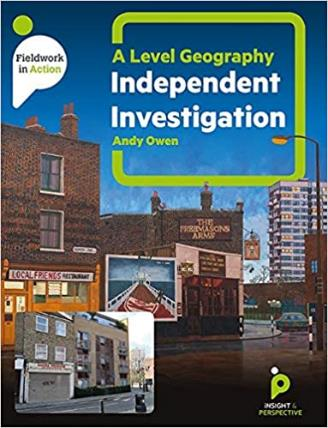 Fieldwork
in Action
A Level Geography
Independent
Investigation
Andy Owen
THE
FREEMASONS
ARMS
LOCAL FRIENDS RESTAURANT
INSIGHT &
PERSPECTIVE